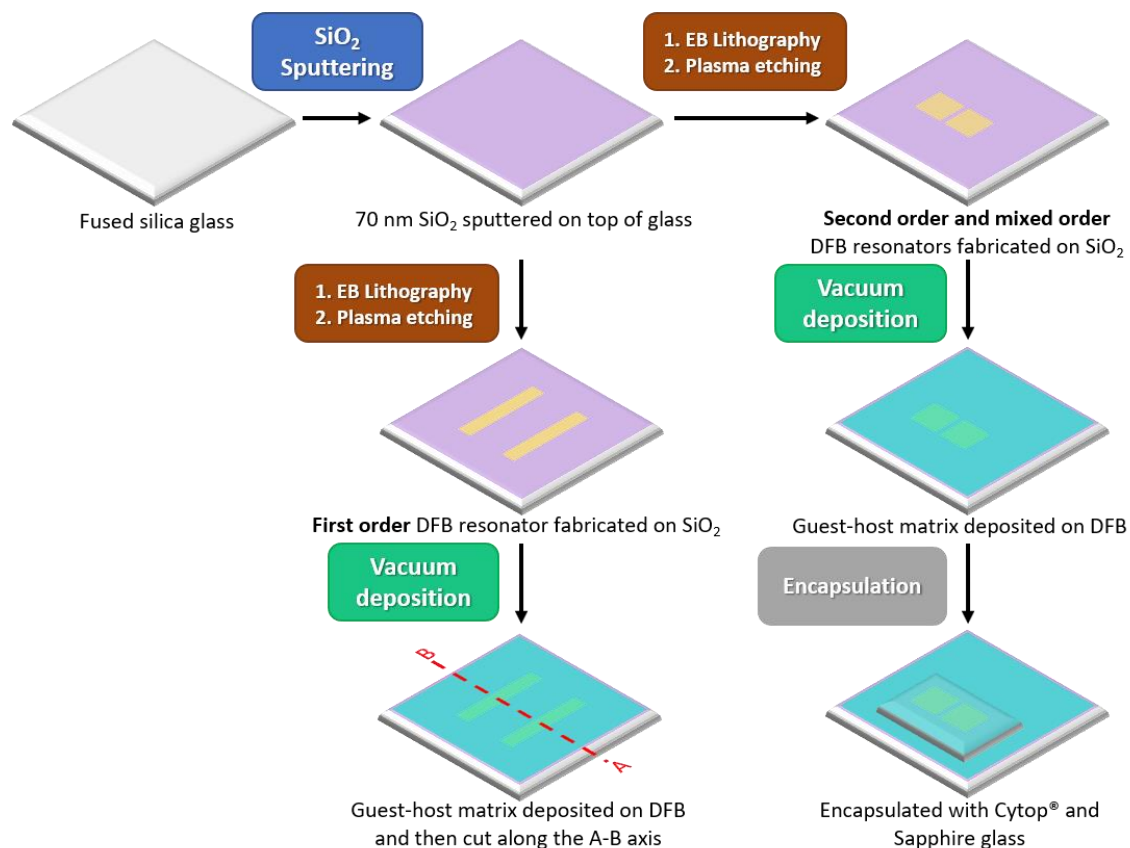 SiO₂
Sputtering
1. EB Lithography
2. Plasma etching
Fused silica glass
70 nm SiO₂ sputtered on top of glass
Second order and mixed order
DFB resonators fabricated on SiO₂
1. EB Lithography
2. Plasma etching
Vacuum
deposition
First order DFB resonator fabricated on SiO₂
Guest-host matrix deposited on DFB
Vacuum
deposition
Encapsulation
B
A
Guest-host matrix deposited on DFB
and then cut along the A-B axis
Encapsulated with Cytop® and
Sapphire glass